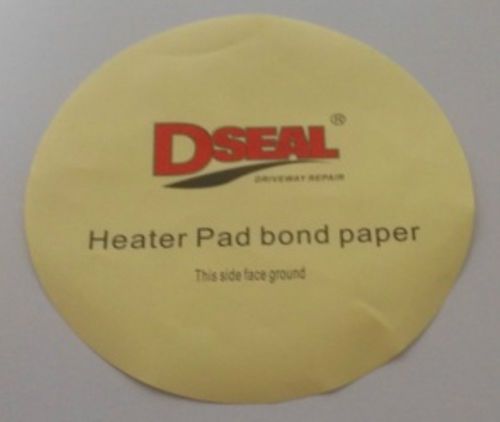 DSEAL®
DRIVEWAY REPAIR
Heater Pad bond paper
This side face ground